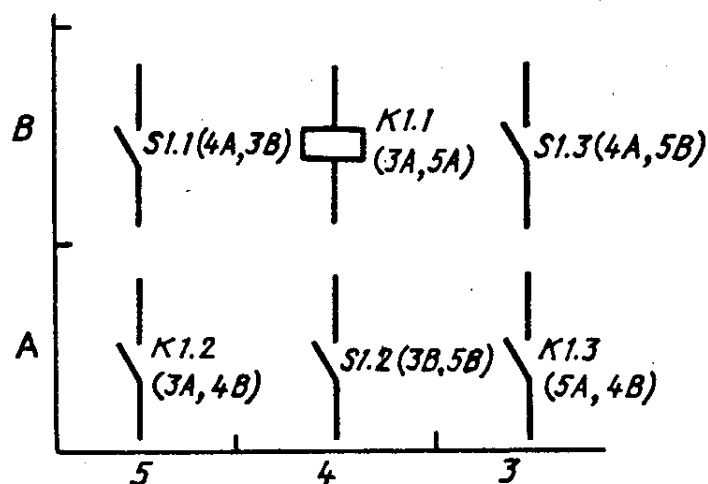 B
S1.1(4A,3B)
K1.1
(3A,5A)
S1.3(4A,5B)
A
K1.2
(3A,4B)
S1.2(3B,5B)
K1.3
(5A,4B)
5 4 3